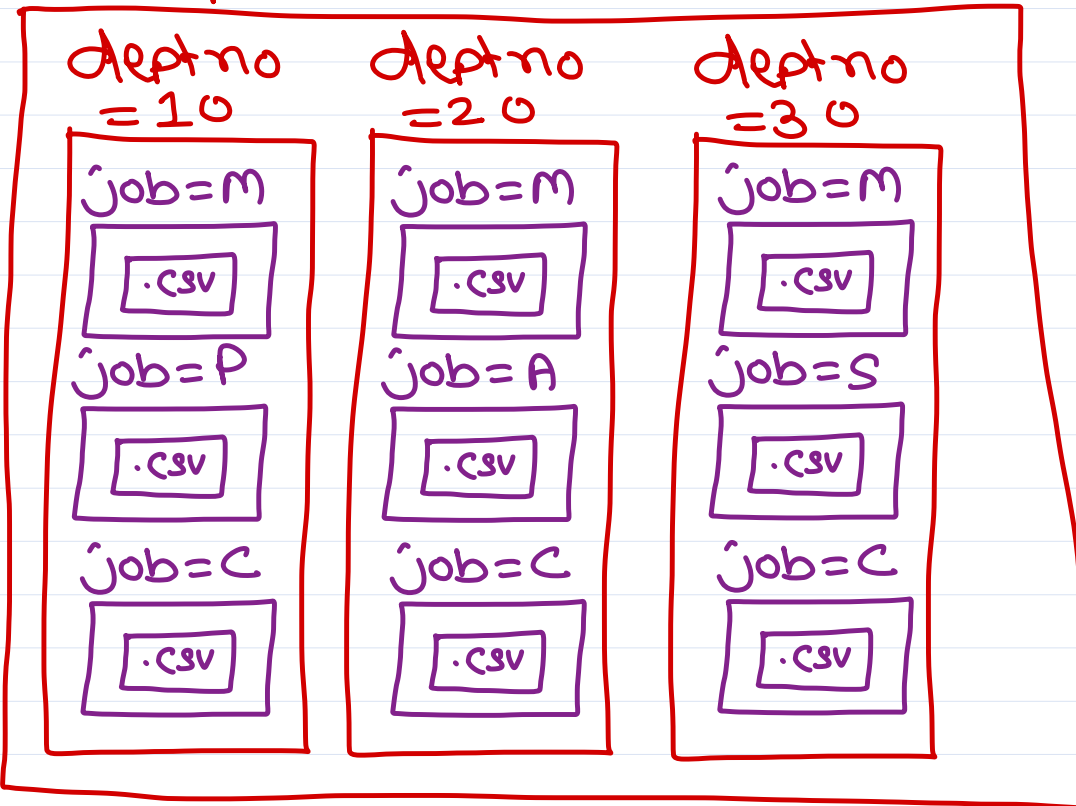 deptno
=10
job=M
.csv
job=P
.csv
job=C
.csv
deptno
=20
job=M
.csv
job=A
.csv
job=C
.csv
deptno
=30
job=M
.csv
job=S
.csv
job=C
.csv